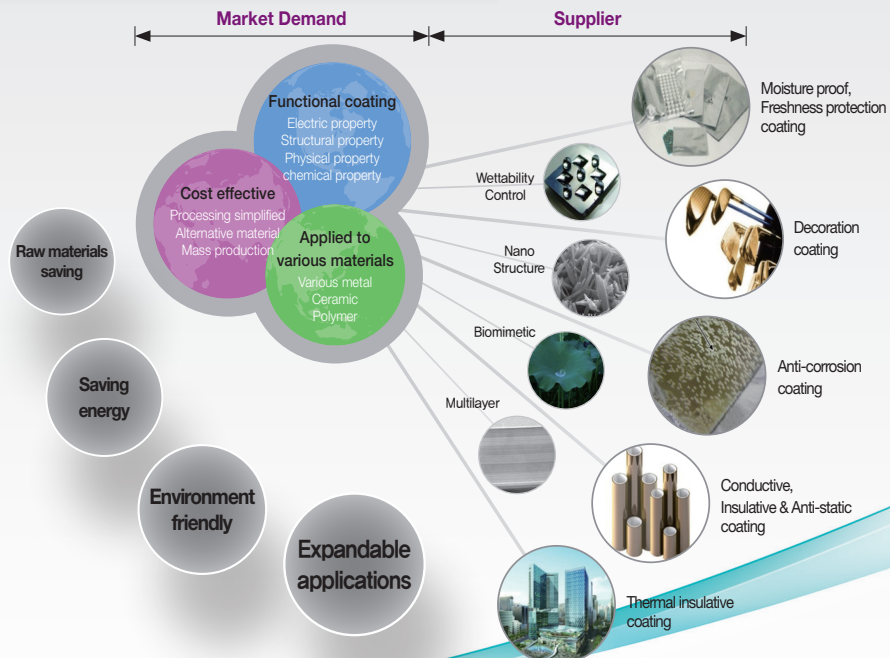 Market Demand
Supplier
Functional coating
Electric property
Structural property
Physical property
chemical property
Cost effective
Processing simplified
Alternative material
Mass production
Applied to
various materials
Various metal
Ceramic
Polymer
Raw materials
saving
Saving
energy
Environment
friendly
Expandable
applications
Wettability
Control
Nano
Structure
Biomimetic
Multilayer
Moisture proof,
Freshness protection
coating
Decoration
coating
Anti-corrosion
coating
Conductive,
Insulative & Anti-static
coating
Thermal insulative
coating